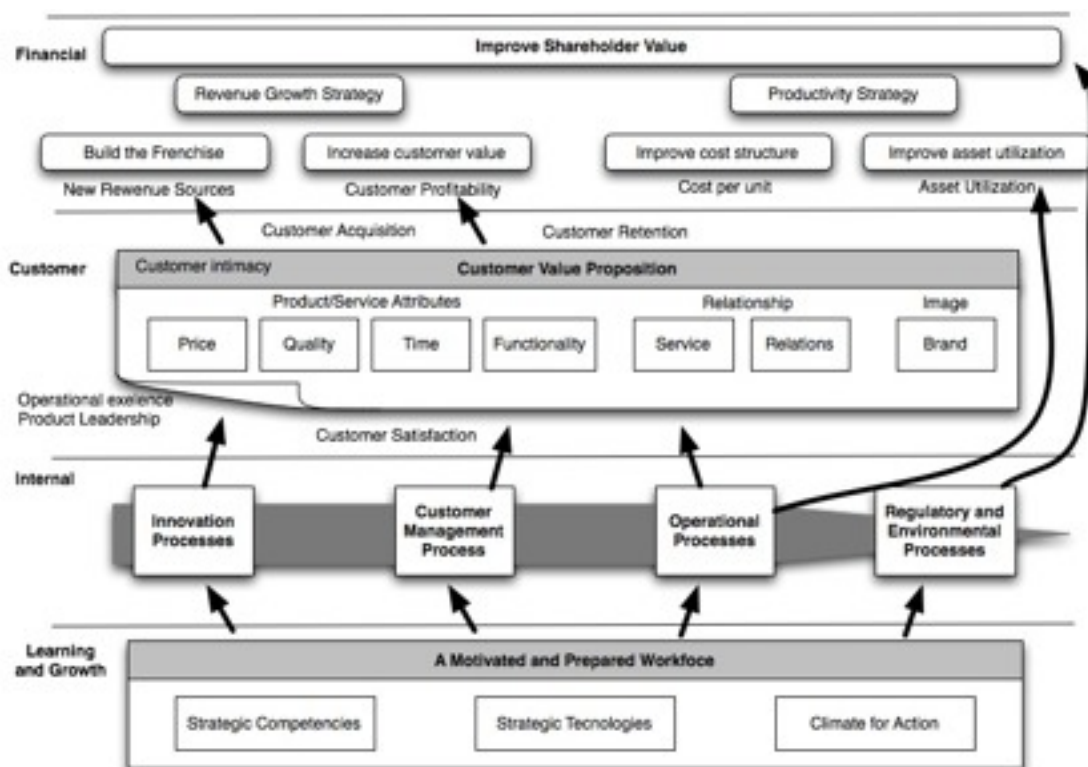 Financial
Improve Shareholder Value
Revenue Growth Strategy
Productivity Strategy
Build the Frenchise
Increase customer value
Improve cost structure
Improve asset utilization
New Rewenue Sources
Customer Profitability
Cost per unit
Asset Utilization
Customer Acquisition
Customer Retention
Customer
Customer intimacy
Customer Value Proposition
Product/Service Attributes
Relationship
Image
Price
Quality
Time
Functionality
Service
Relations
Brand
Operational exelence
Product Leadership
Customer Satisfaction
Internal
Innovation
Processes
Customer
Management
Process
Operational
Processes
Regulatory and
Environmental
Processes
Learning
and Growth
A Motivated and Prepared Workfoce
Strategic Competencies
Strategic Tecnologies
Climate for Action